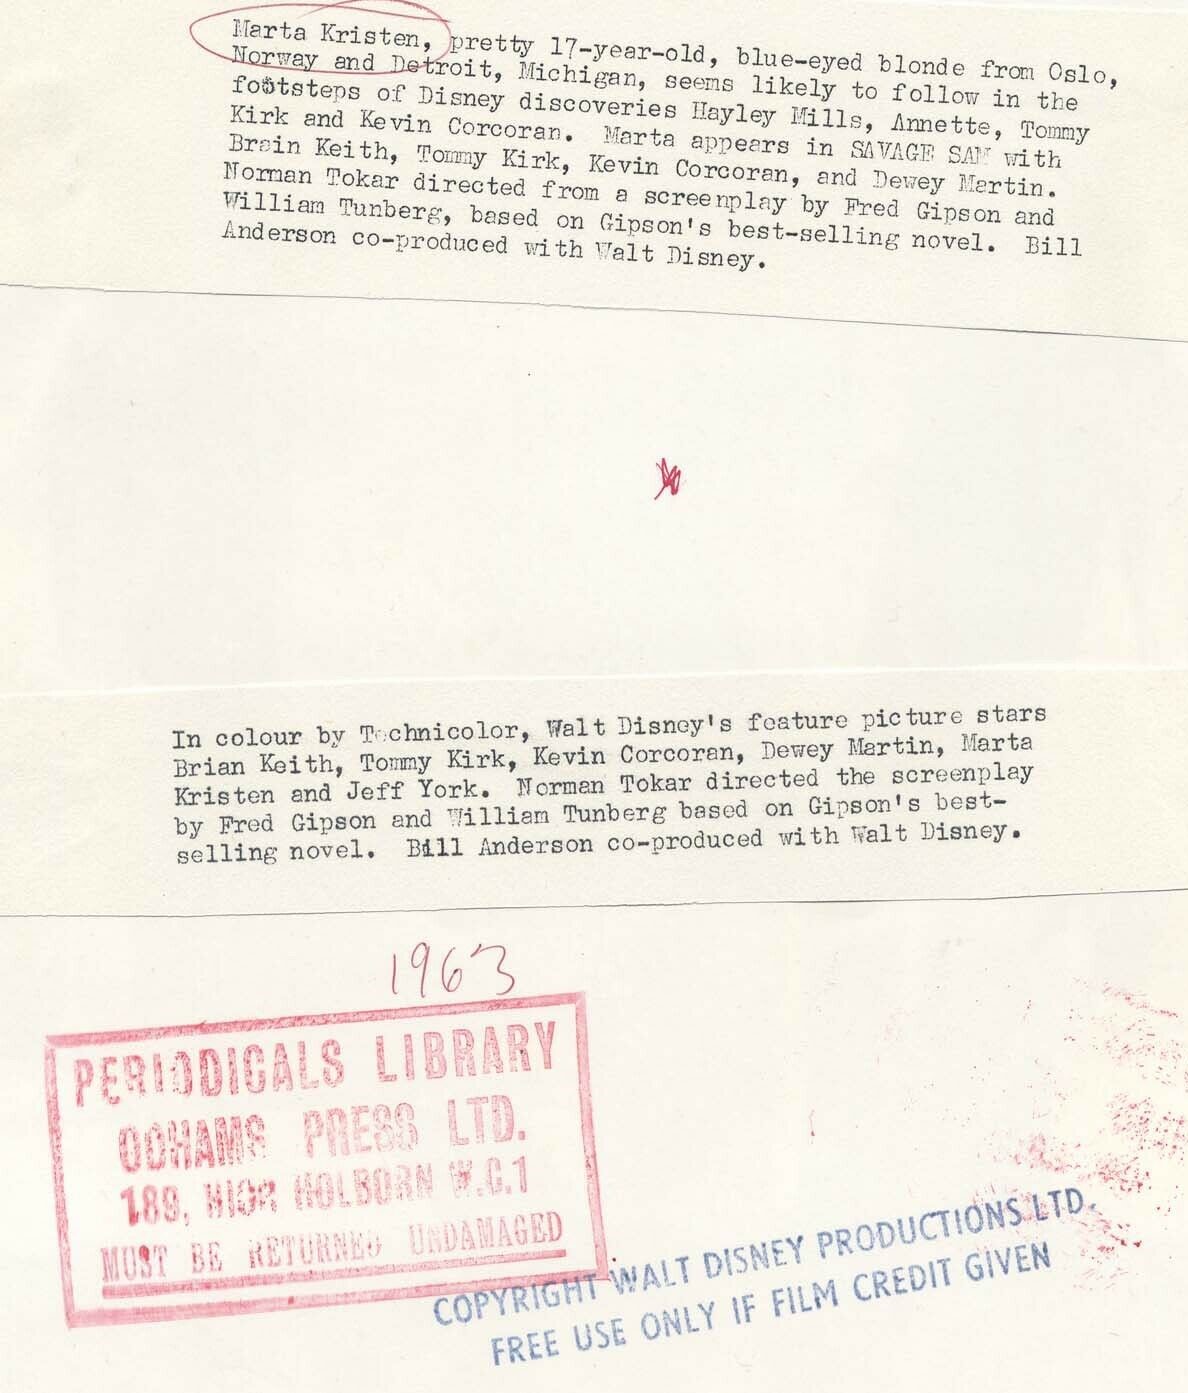 Marta Kristen, pretty 17-year-old, blue-eyed blonde from Oslo,
Norway and Detroit, Michigan, seems likely to follow in the
footsteps of Disney discoveries Hayley Mills, Annette, Tommy
Kirk and Kevin Corcoran. Marta appears in SAVAGE SAM with
Brain Keith, Tommy Kirk, Kevin Corcoran, and Dewey Martin.
Norman Tokar directed from a screenplay by Fred Gipson and
William Tunberg, based on Gipson's best-selling novel. Bill
Anderson co-produced with Walt Disney.
In colour by Technicolor, Walt Disney's feature picture stars
Brian Keith, Tommy Kirk, Kevin Corcoran, Dewey Martin, Marta
Kristen and Jeff York. Norman Tokar directed the screenplay
by Fred Gipson and William Tunberg based on Gipson's best-
selling novel. Bill Anderson co-produced with Walt Disney.
1963
PERIODICALS LIBRARY
ODHAMS PRESS LTD.
189, HIGH HOLBORN W.C.1
MUST BE RETURNED UNDAMAGED
COPYRIGHT WALT DISNEY PRODUCTIONS LTD.
FREE USE ONLY IF FILM CREDIT GIVEN